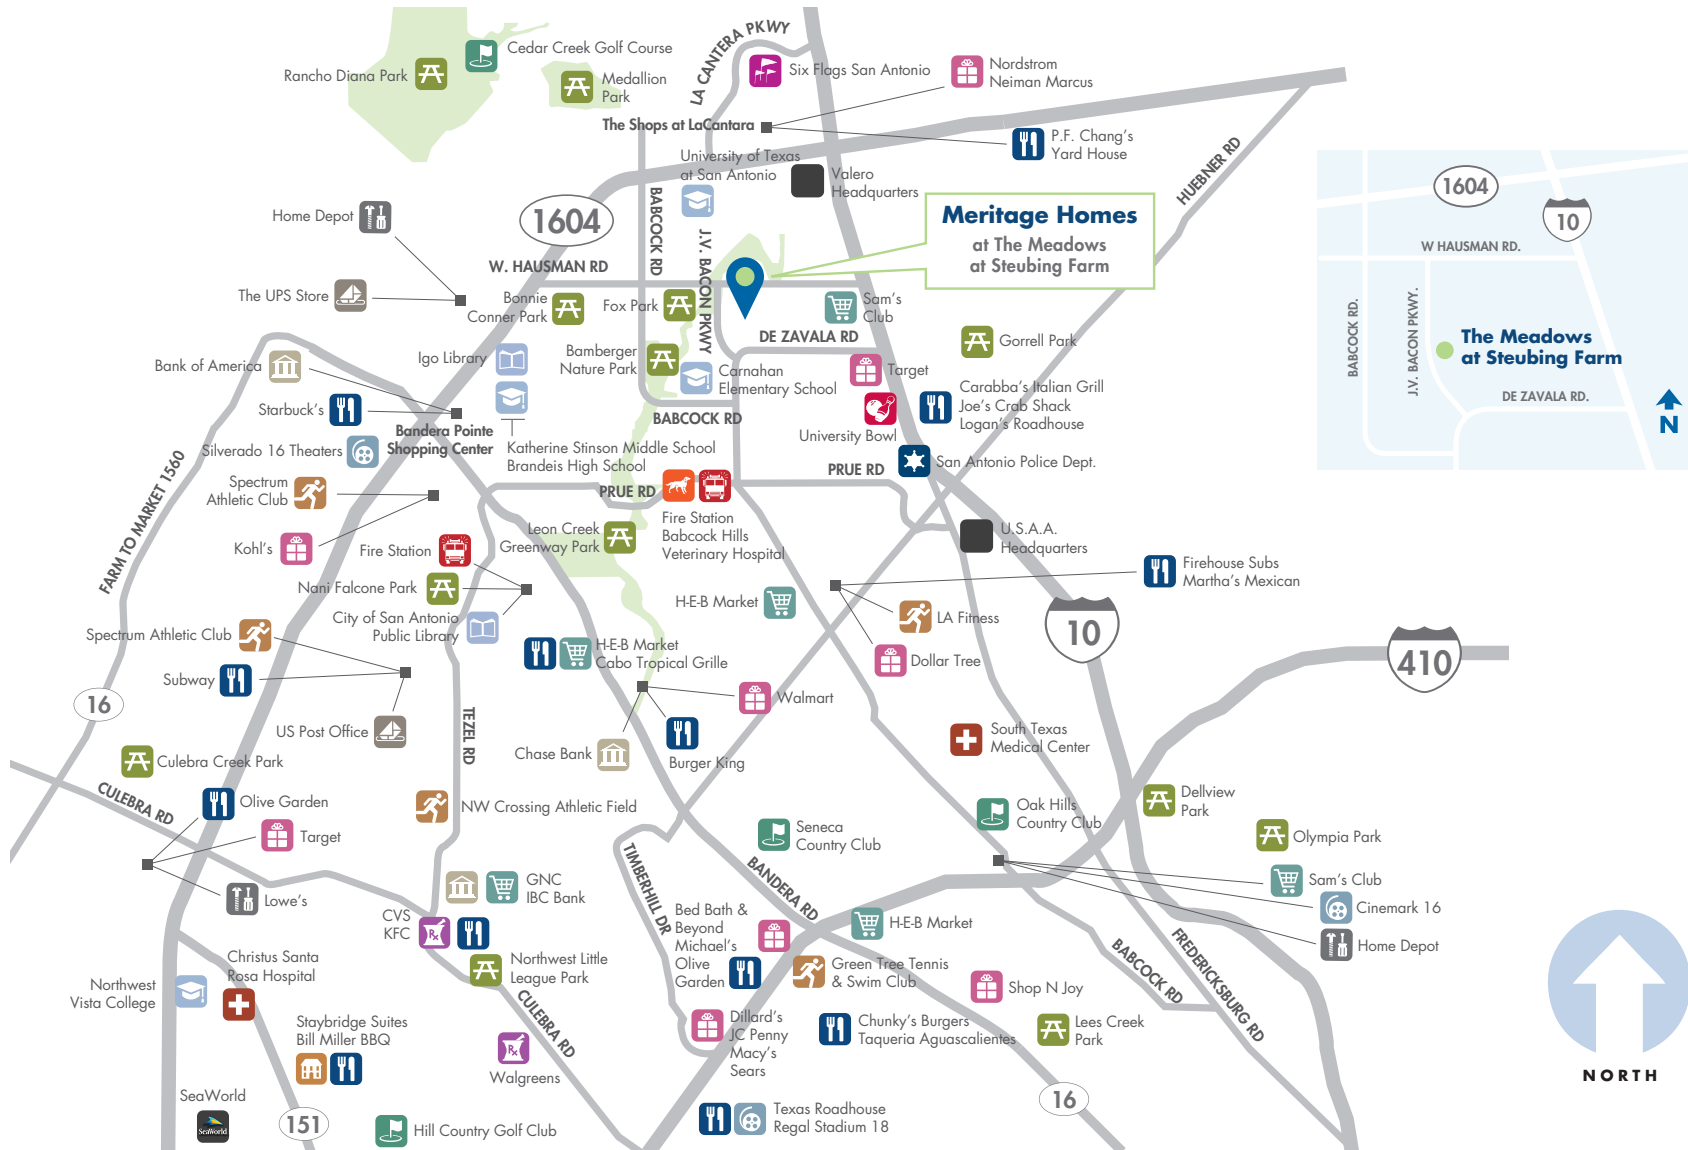 Cedar Creek Golf Course
Rancho Diana Park
Medallion
Park
LA CANTERA PKWY
Six Flags San Antonio
Nordstrom
Neiman Marcus
The Shops at LaCantara
P.F. Chang's
Yard House
University of Texas
at San Antonio
Valero
Headquarters
HUEBNER RD
Home Depot
1604
BABCOCK RD
J.V. BACON PKWY
Meritage Homes
at The Meadows
at Steubing Farm
W. HAUSMAN RD
The UPS Store
Bonnie
Conner Park
Fox Park
Sam's
Club
DE ZAVALA RD
Gorrell Park
Igo Library
Bamberger
Nature Park
Carnahan
Elementary School
Target
Bank of America
Starbuck's
Bandera Pointe
Shopping Center
BABCOCK RD
University Bowl
Carabba's Italian Grill
Joe's Crab Shack
Logan's Roadhouse
Silverado 16 Theaters
Katherine Stinson Middle School
Brandeis High School
PRUE RD
San Antonio Police Dept.
Spectrum
Athletic Club
PRUE RD
FARM TO MARKET 1560
Kohl's
Fire Station
Leon Creek
Greenway Park
Fire Station
Babcock Hills
Veterinary Hospital
U.S.A.A.
Headquarters
Nani Falcone Park
City of San Antonio
Public Library
H-E-B Market
Firehouse Subs
Martha's Mexican
LA Fitness
10
410
Spectrum Athletic Club
Subway
H-E-B Market
Cabo Tropical Grille
Dollar Tree
16
US Post Office
TEZEL RD
Walmart
Chase Bank
Burger King
South Texas
Medical Center
Culebra Creek Park
CULEBRA RD
Olive Garden
Target
NW Crossing Athletic Field
Seneca
Country Club
Oak Hills
Country Club
Dellview
Park
Olympia Park
TIMBERHILL DR
BANDERA RD
Lowe's
GNC
IBC Bank
Sam's Club
Cinemark 16
Home Depot
CVS
KFC
Rx
Bed Bath &
Beyond
Michael's
Olive
Garden
H-E-B Market
BABCOCK RD
FREDERICKSBURG RD
Christus Santa
Rosa Hospital
Northwest
Vista College
Northwest Little
League Park
CULEBRA RD
Green Tree Tennis
& Swim Club
Shop N Joy
Staybridge Suites
Bill Miller BBQ
Dillard's
JC Penny
Macy's
Sears
Chunky's Burgers
Taqueria Aguascalientes
Lees Creek
Park
Rx
Walgreens
SeaWorld
SeaWorld
151
Hill Country Golf Club
Texas Roadhouse
Regal Stadium 18
16
1604
10
W HAUSMAN RD.
BABCOCK RD.
J.V. BACON PKWY.
The Meadows
at Steubing Farm
DE ZAVALA RD.
N
NORTH